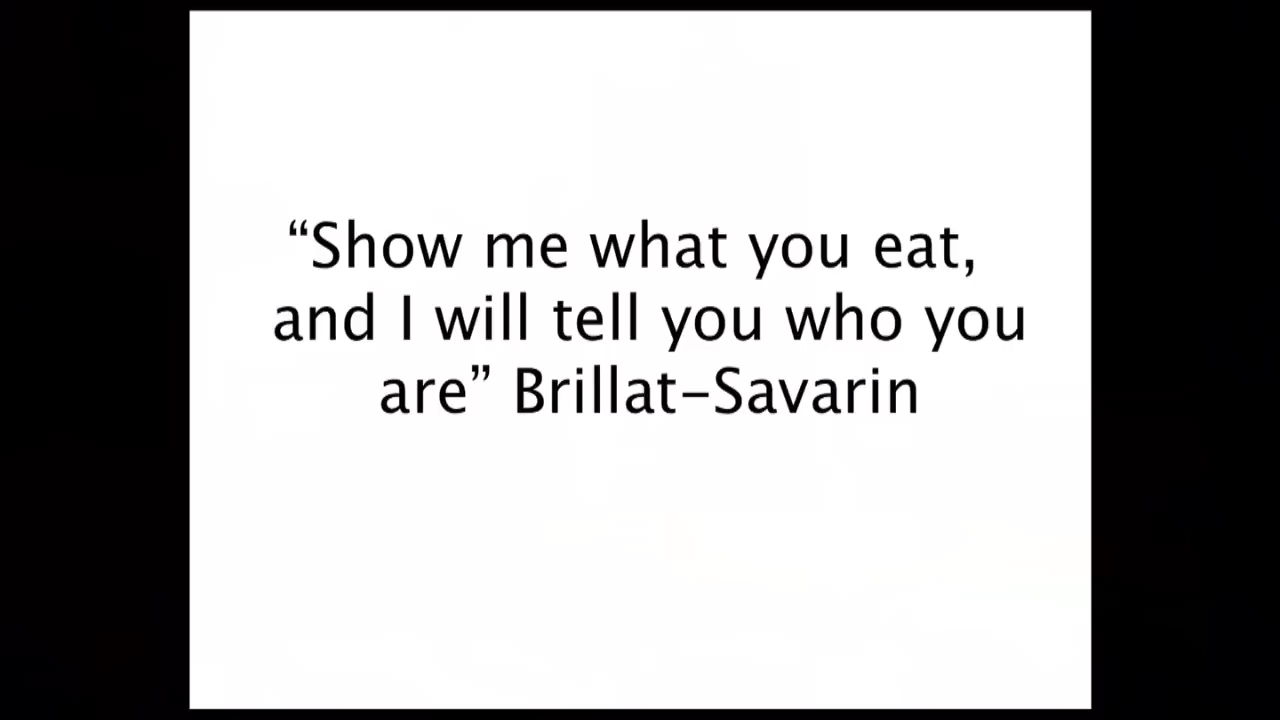 “Show me what you eat,
and I will tell you who you
are” Brillat–Savarin